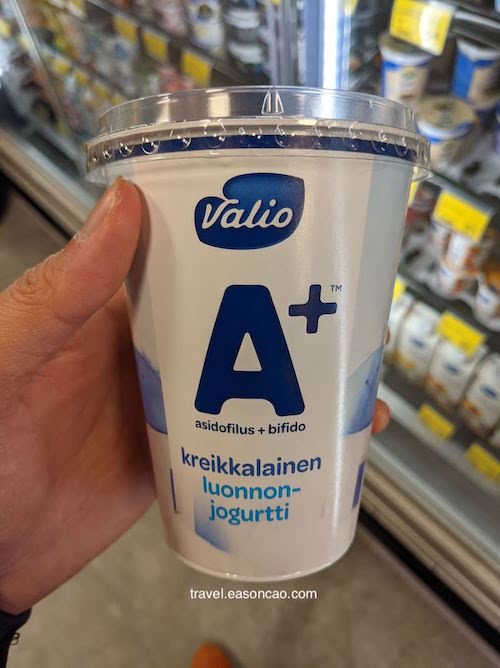 Valio
A+™
asidofilus + bifido
kreikkalainen
luonnon-
jogurtti
travel.easoncao.com